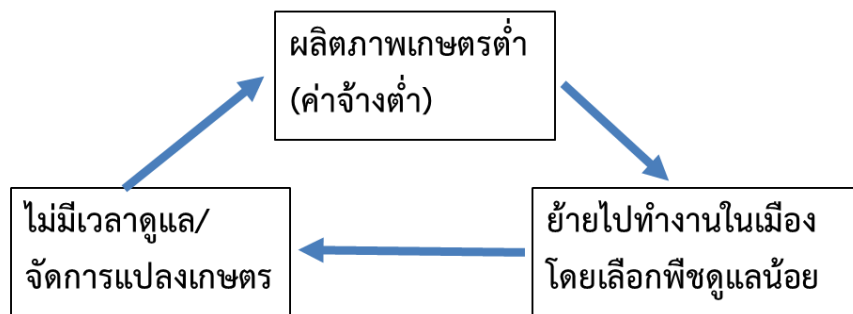 ผลิตภาพเกษตรต่ำ
(ค่าจ้างต่ำ)
ไม่มีเวลาดูแล/
จัดการแปลงเกษตร
ย้ายไปทำงานในเมือง
โดยเลือกพืชดูแลน้อย